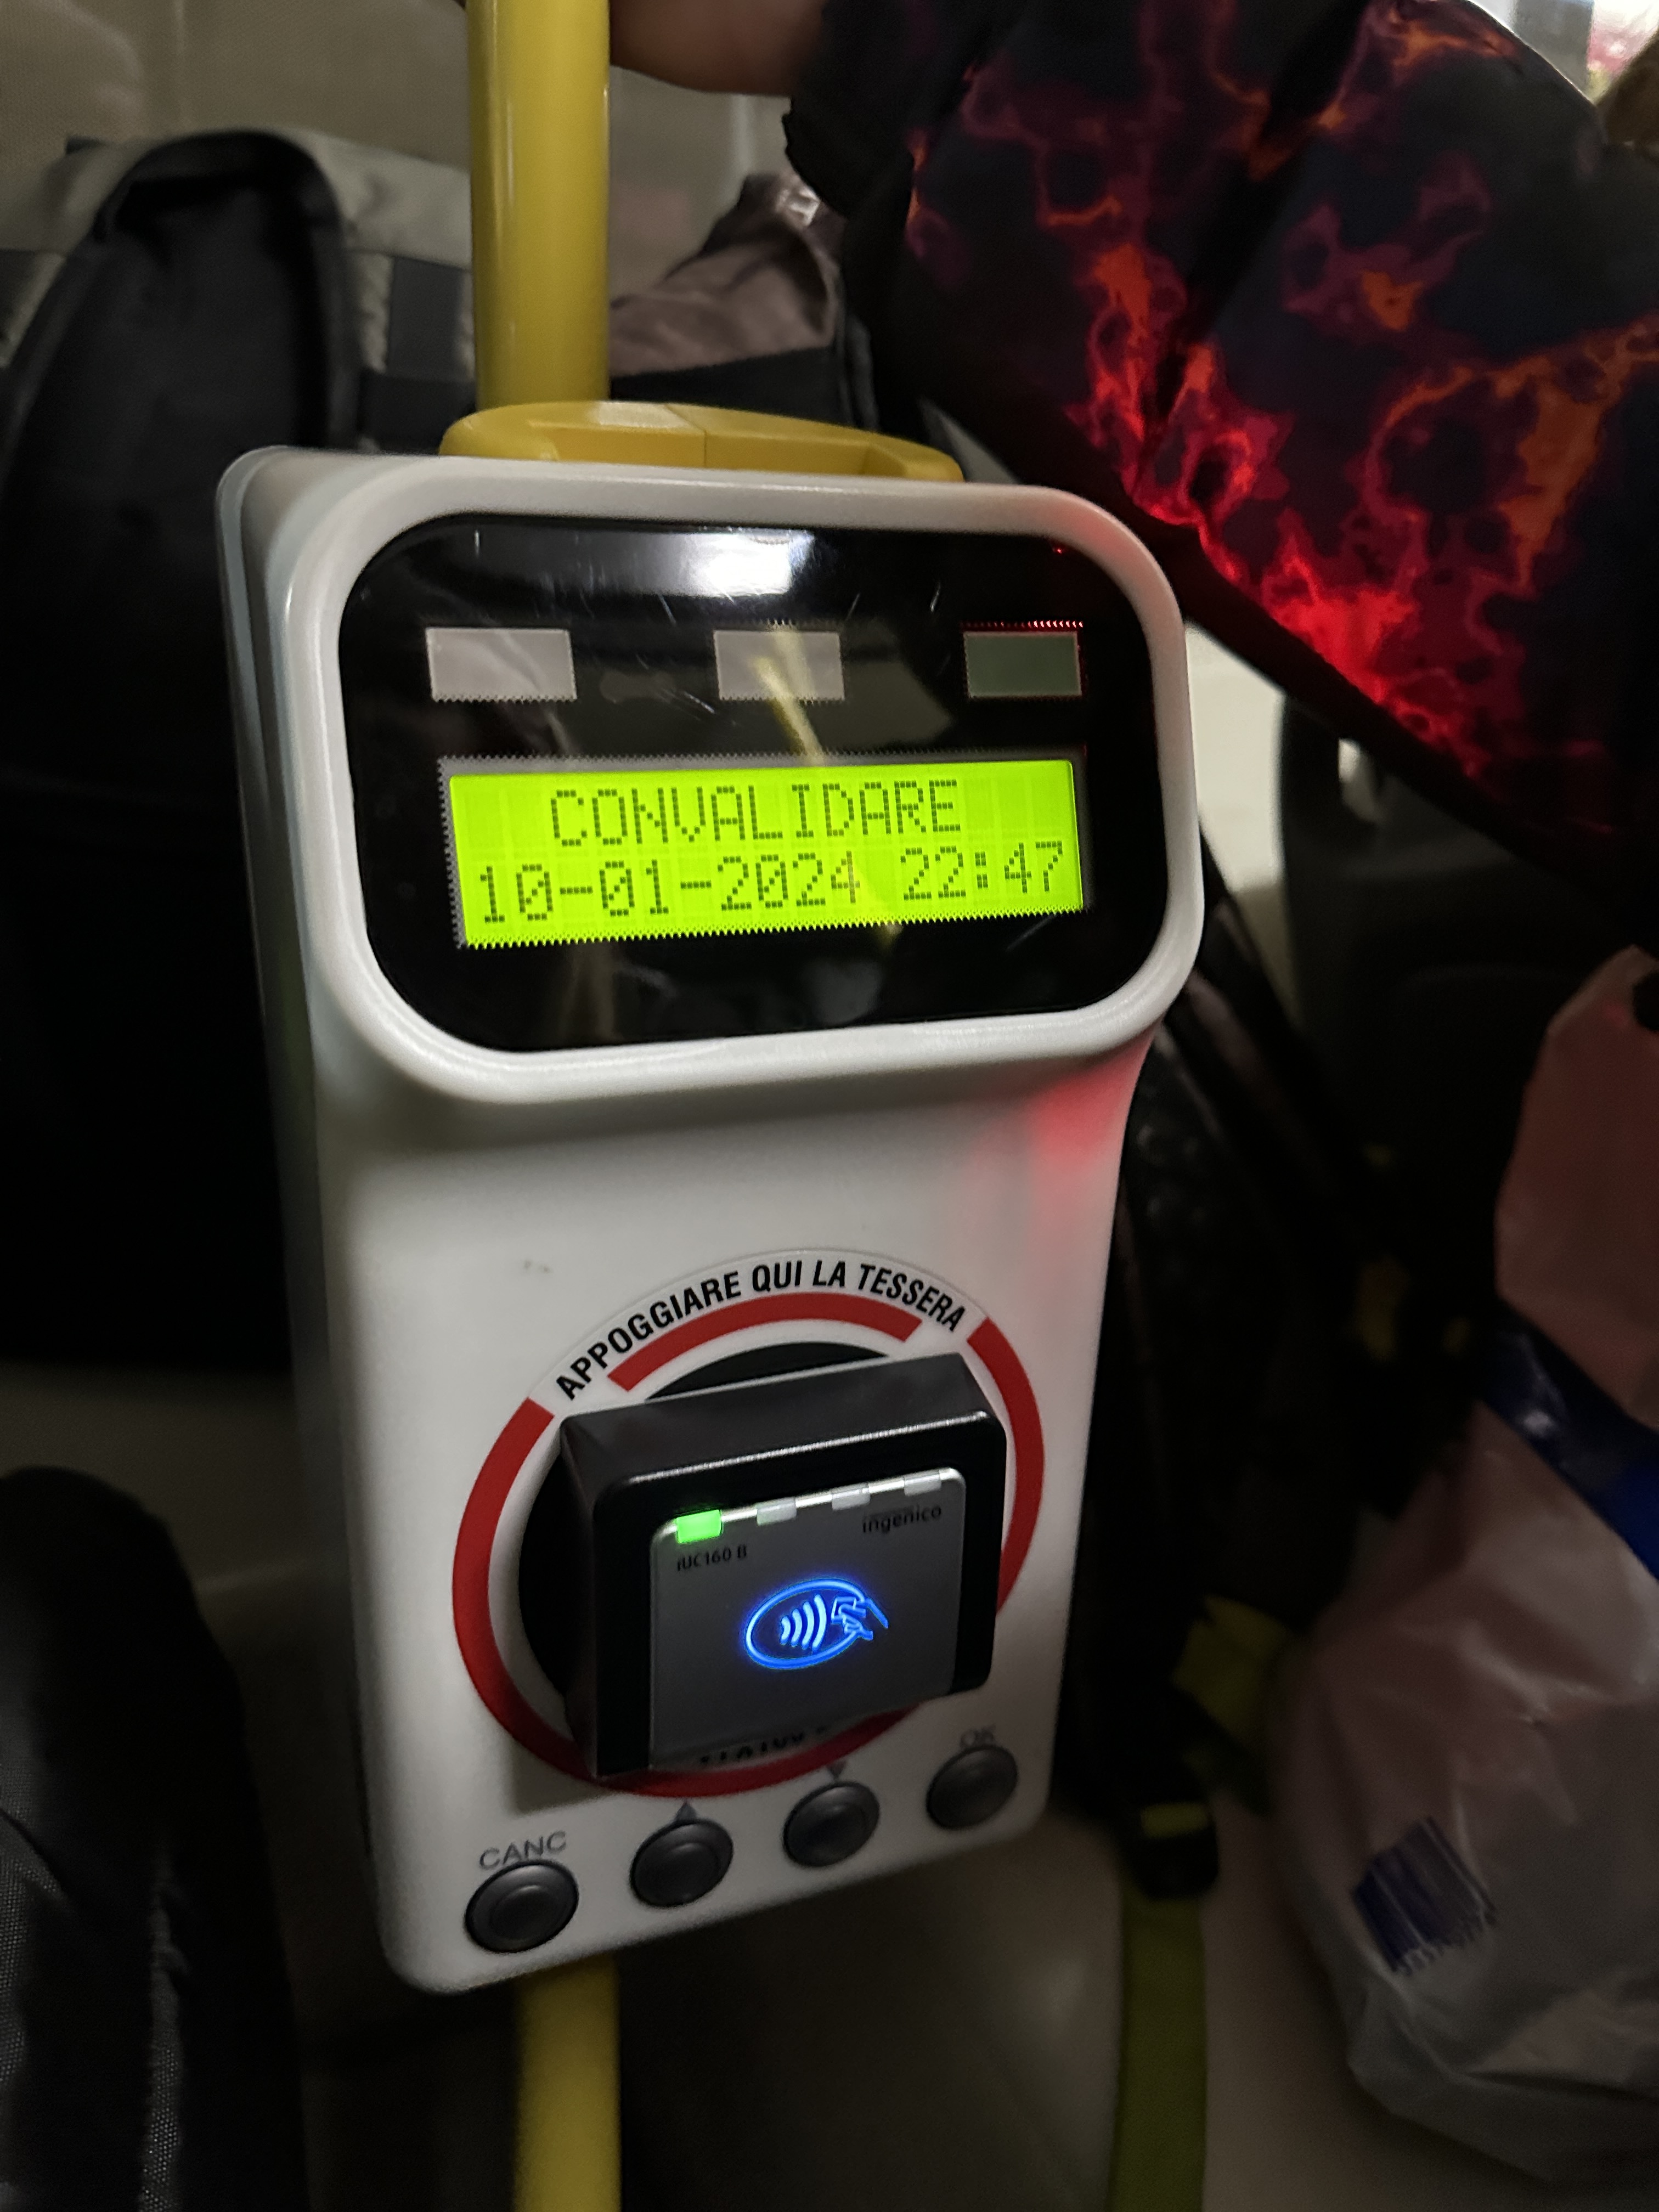 CONVALIDARE
10-01-2024 22:47
APPOGGIARE QUI LA TESSERA
ingenico
iUC160 B
CANC
OK